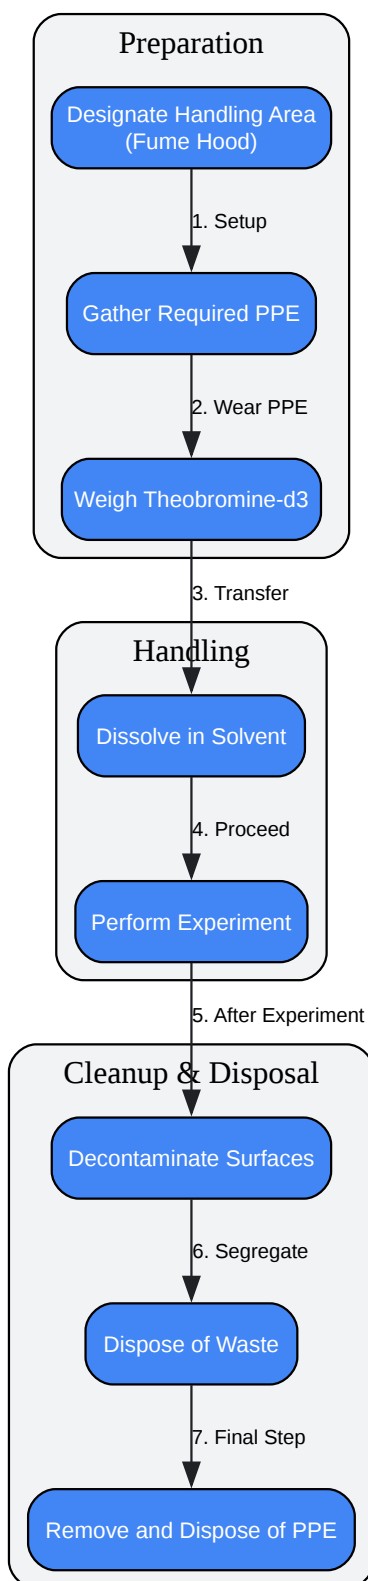 Preparation
Designate Handling Area
(Fume Hood)
1. Setup
Gather Required PPE
2. Wear PPE
Weigh Theobromine-d3
3. Transfer
Handling
Dissolve in Solvent
4. Proceed
Perform Experiment
5. After Experiment
Cleanup & Disposal
Decontaminate Surfaces
6. Segregate
Dispose of Waste
7. Final Step
Remove and Dispose of PPE